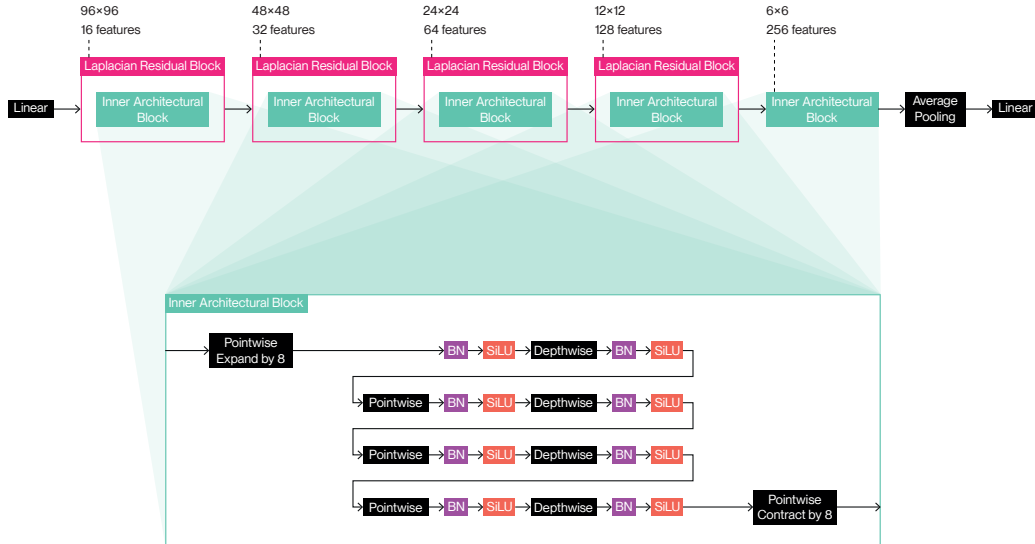 96×96
16 features
48×48
32 features
24×24
64 features
12×12
128 features
6×6
256 features
Laplacian Residual Block
Laplacian Residual Block
Laplacian Residual Block
Laplacian Residual Block
Linear
Inner Architectural
Block
Inner Architectural
Block
Inner Architectural
Block
Inner Architectural
Block
Inner Architectural
Block
Average
Pooling
Linear
Inner Architectural Block
Pointwise
Expand by 8
BN
SiLU
Depthwise
BN
SiLU
Pointwise
BN
SiLU
Depthwise
BN
SiLU
Pointwise
BN
SiLU
Depthwise
BN
SiLU
Pointwise
BN
SiLU
Depthwise
BN
SiLU
Pointwise
Contract by 8